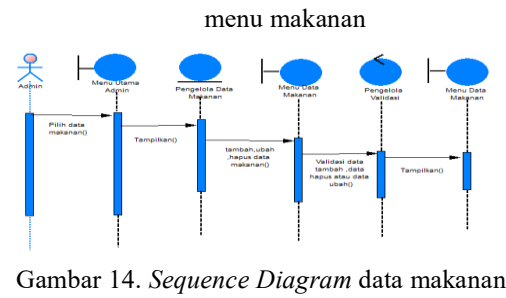 menu makanan
Admin
Menu Utama
Admin
Pengelola Data
Makanan
Menu Data
Makanan
Pengelola
Validasi
Menu Data
Makanan
Pilih data
makanan()
Tampilkan()
tambah,ubah
,hapus data
makanan()
Validasi data
tambah ,data
hapus atau data
ubah()
Tampilkan()
Gambar 14. Sequence Diagram data makanan